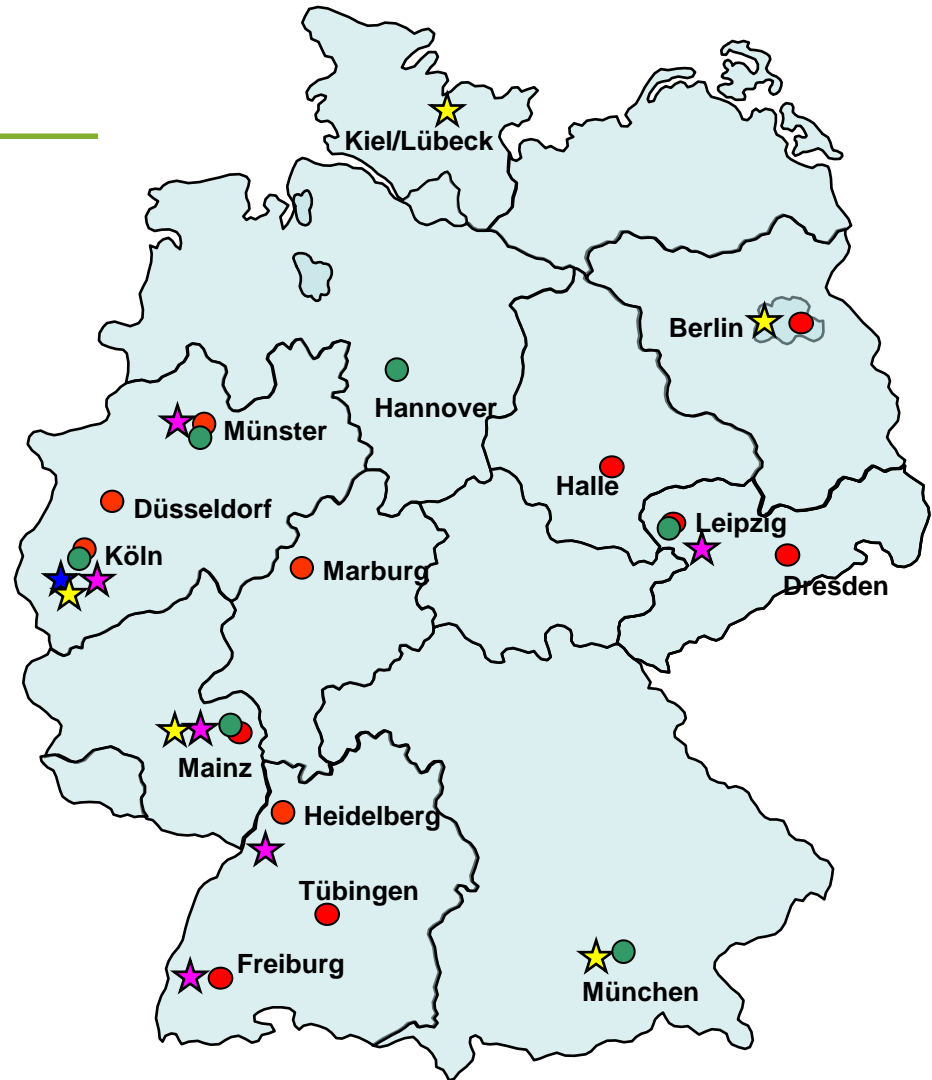 Kiel/Lübeck
Berlin
Hannover
Münster
Halle
Düsseldorf
Leipzig
Köln
Marburg
Dresden
Mainz
Heidelberg
Tübingen
Freiburg
München